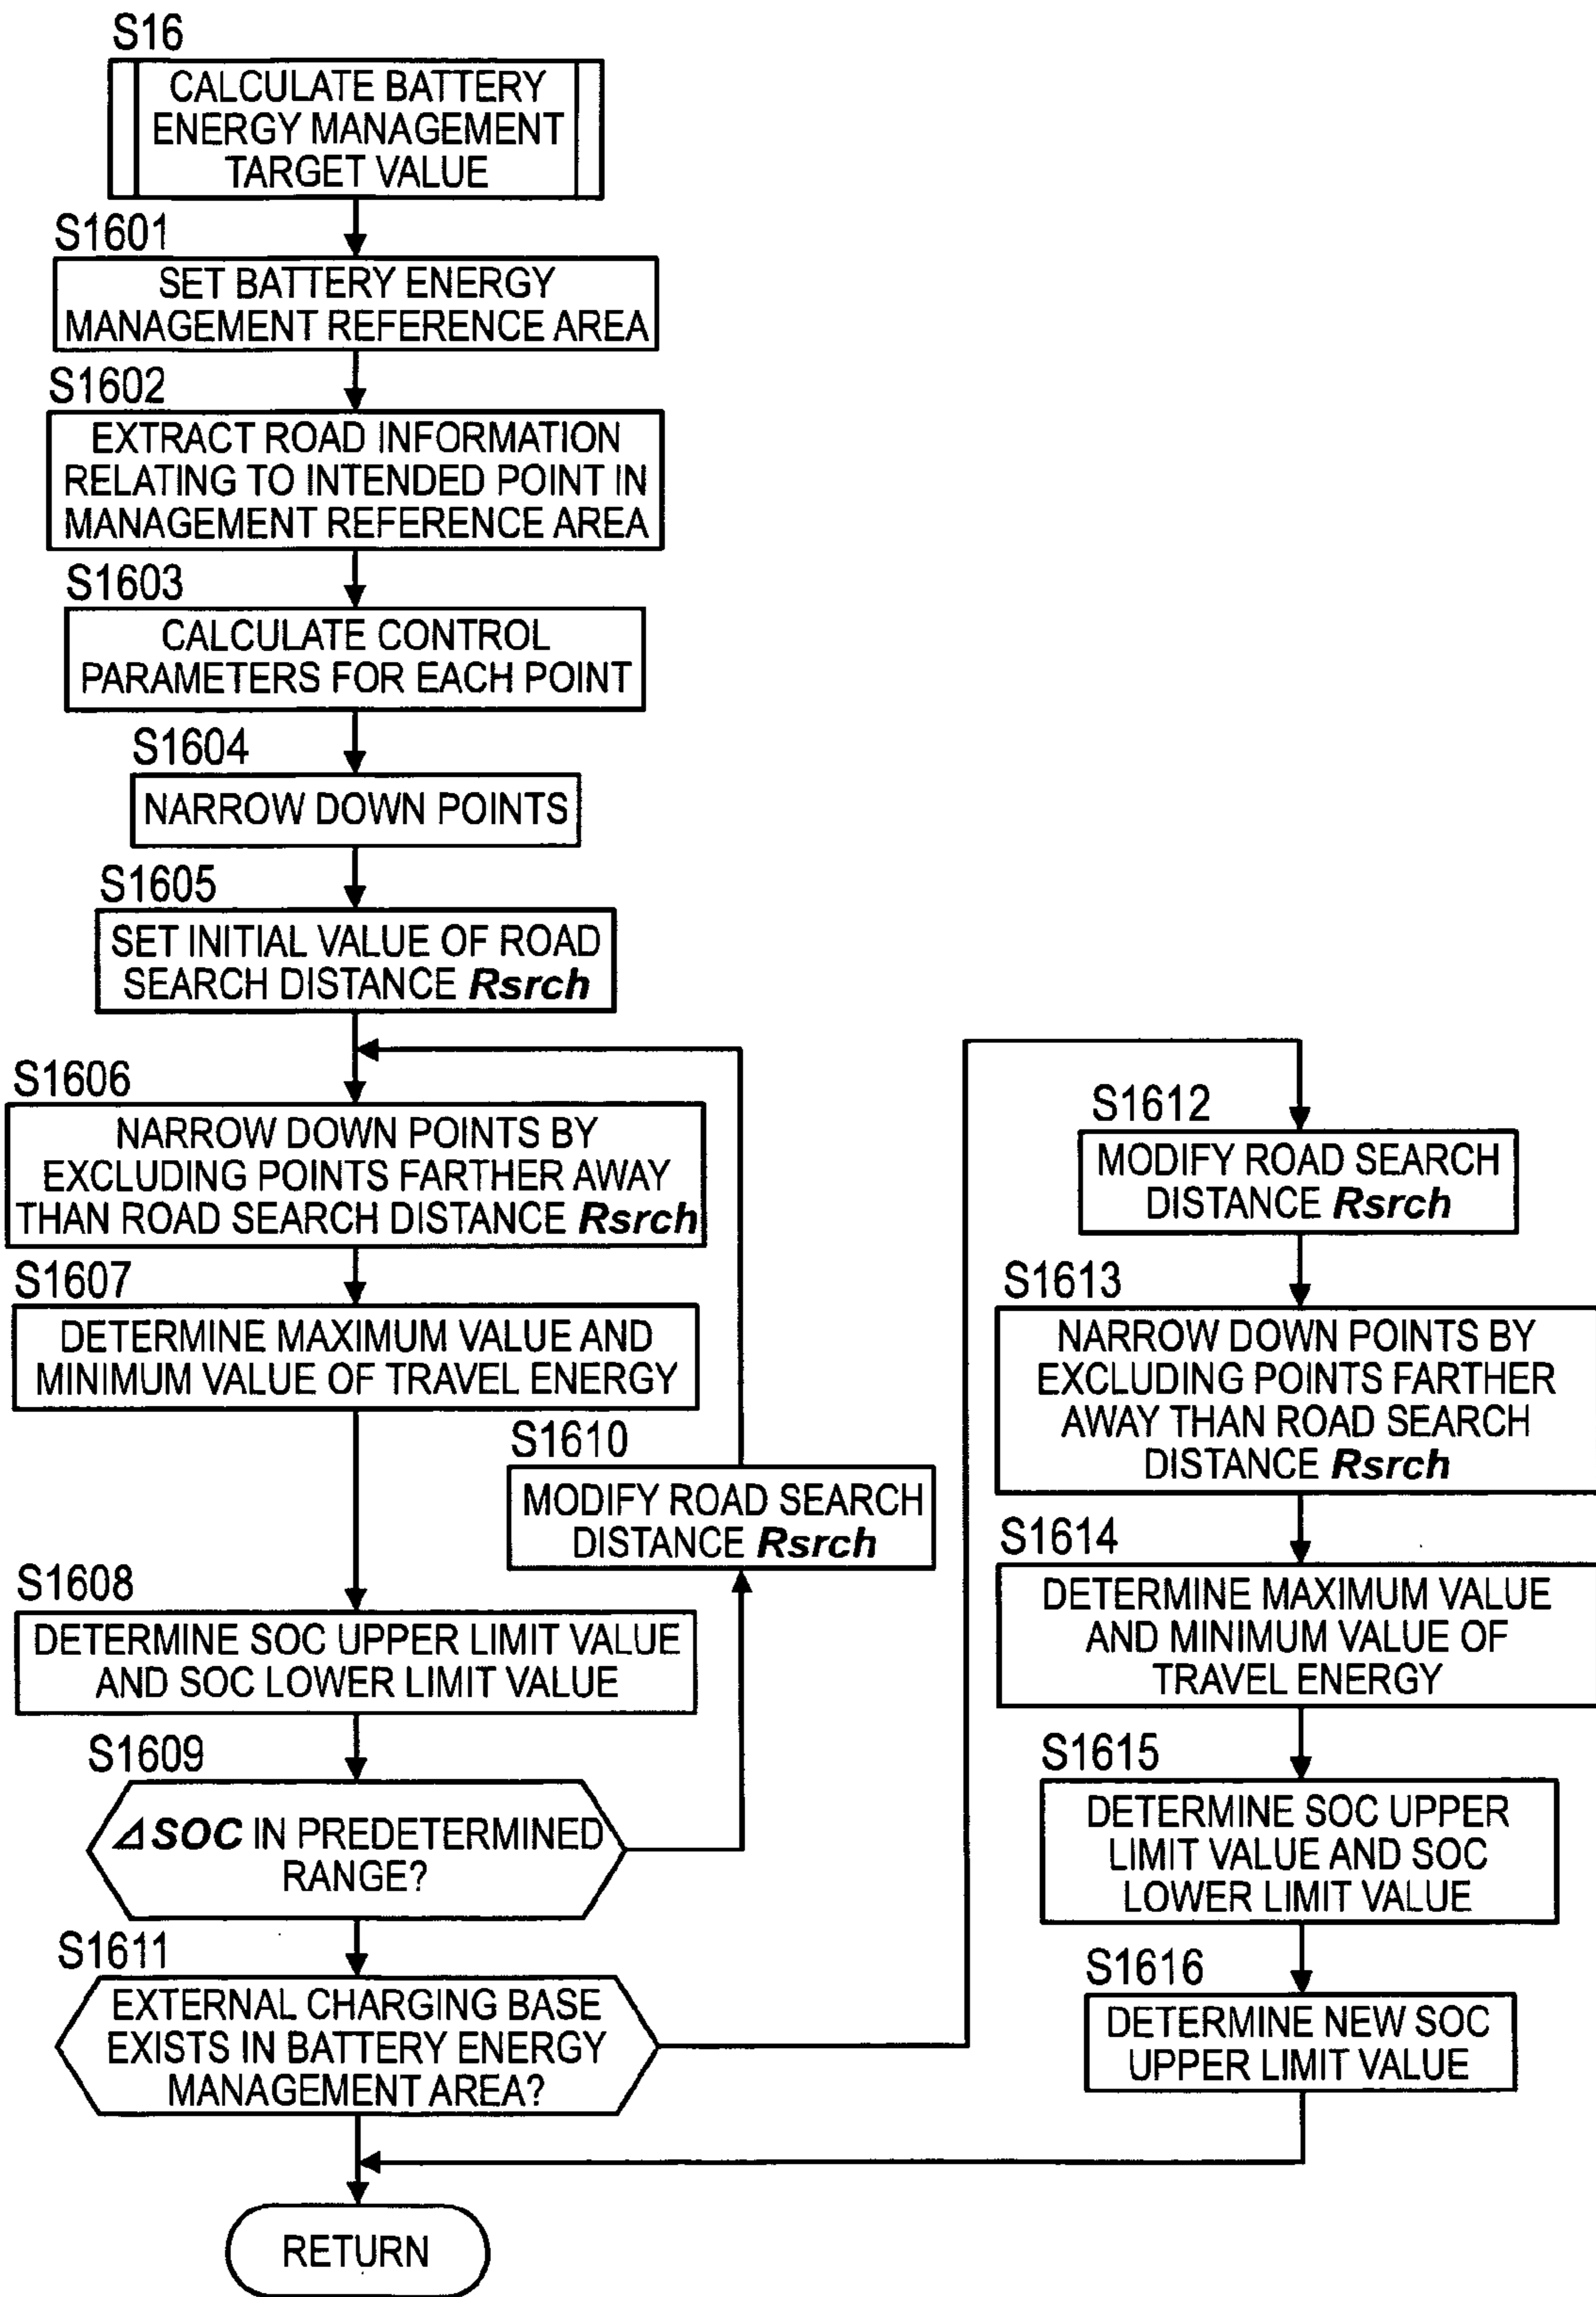 S16
CALCULATE BATTERY
ENERGY MANAGEMENT
TARGET VALUE
S1601
SET BATTERY ENERGY
MANAGEMENT REFERENCE AREA
S1602
EXTRACT ROAD INFORMATION
RELATING TO INTENDED POINT IN
MANAGEMENT REFERENCE AREA
S1603
CALCULATE CONTROL
PARAMETERS FOR EACH POINT
S1604
NARROW DOWN POINTS
S1605
SET INITIAL VALUE OF ROAD
SEARCH DISTANCE Rsrch
S1606
NARROW DOWN POINTS BY
EXCLUDING POINTS FARTHER AWAY
THAN ROAD SEARCH DISTANCE Rsrch
S1607
DETERMINE MAXIMUM VALUE AND
MINIMUM VALUE OF TRAVEL ENERGY
S1608
DETERMINE SOC UPPER LIMIT VALUE
AND SOC LOWER LIMIT VALUE
S1609
⊿SOC IN PREDETERMINED
RANGE?
S1610
MODIFY ROAD SEARCH
DISTANCE Rsrch
S1611
EXTERNAL CHARGING BASE
EXISTS IN BATTERY ENERGY
MANAGEMENT AREA?
S1612
MODIFY ROAD SEARCH
DISTANCE Rsrch
S1613
NARROW DOWN POINTS BY
EXCLUDING POINTS FARTHER
AWAY THAN ROAD SEARCH
DISTANCE Rsrch
S1614
DETERMINE MAXIMUM VALUE
AND MINIMUM VALUE OF
TRAVEL ENERGY
S1615
DETERMINE SOC UPPER
LIMIT VALUE AND SOC
LOWER LIMIT VALUE
S1616
DETERMINE NEW SOC
UPPER LIMIT VALUE
RETURN